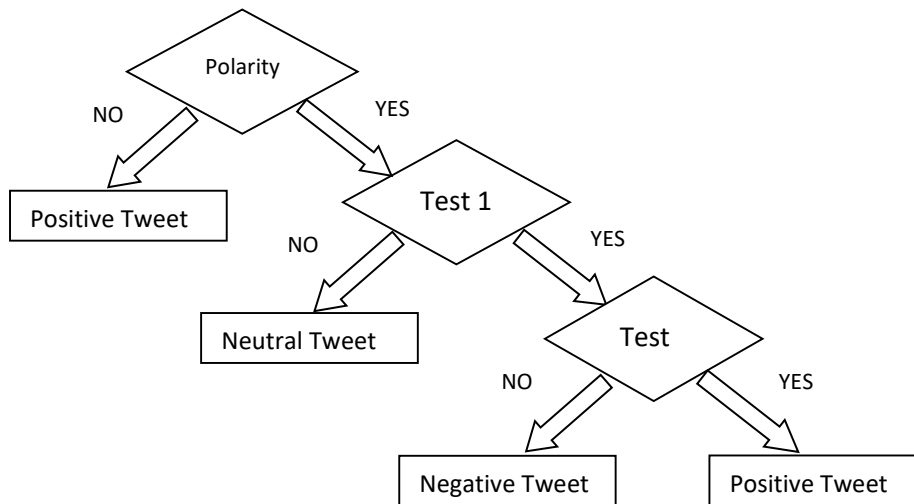 Polarity
NO
YES
Positive Tweet
Test 1
NO
YES
Neutral Tweet
Test
NO
YES
Negative Tweet
Positive Tweet